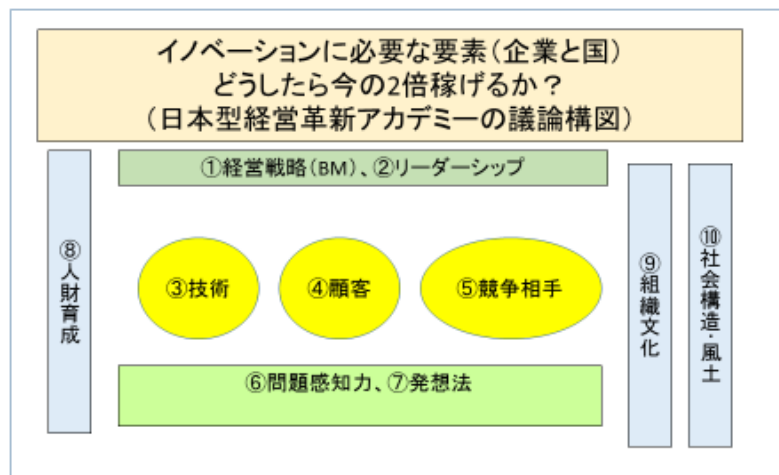 イノベーションに必要な要素(企業と国)
どうしたら今の2倍稼げるか？
(日本型経営革新アカデミーの議論構図)
①経営戦略(BM)、②リーダーシップ
⑧人財育成
③技術
④顧客
⑤競争相手
⑨組織文化
⑩社会構造・風土
⑥問題感知力、⑦発想法